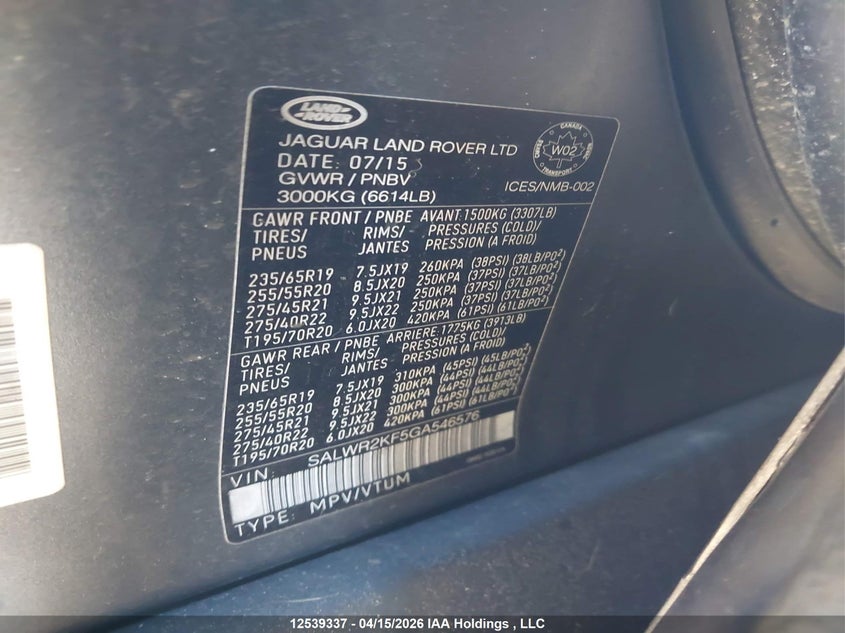 LAND ROVER
JAGUAR LAND ROVER LTD
DATE: 07/15
GVWR / PNBV
3000KG (6614LB)
CANADA
W02
TRANSPORT
ICES/NMB-002
GAWR FRONT / PNBE AVANT:1500KG (3307LB)
TIRES/ RIMS/ PRESSURES (COLD)/
PNEUS JANTES PRESSION (A FROID)
235/65R19 7.5JX19 260KPA (38PSI) (38LB/PO²)
255/55R20 8.5JX20 250KPA (37PSI) (37LB/PO²)
275/45R21 9.5JX21 250KPA (37PSI) (37LB/PO²)
275/40R22 9.5JX22 250KPA (37PSI) (37LB/PO²)
T195/70R20 6.0JX20 420KPA (61PSI) (61LB/PO²)
GAWR REAR / PNBE ARRIERE:1775KG (3913LB)
TIRES/ RIMS/ PRESSURES (COLD)/
PNEUS JANTES PRESSION (A FROID)
235/65R19 7.5JX19 310KPA (45PSI) (45LB/PO²)
255/55R20 8.5JX20 300KPA (44PSI) (44LB/PO²)
275/45R21 9.5JX21 300KPA (44PSI) (44LB/PO²)
275/40R22 9.5JX22 300KPA (44PSI) (44LB/PO²)
T195/70R20 6.0JX20 420KPA (61PSI) (61LB/PO²)
VIN: SALWR2KF5GA546576
TYPE: MPV/VTUM
12539337 - 04/15/2026 IAA Holdings , LLC